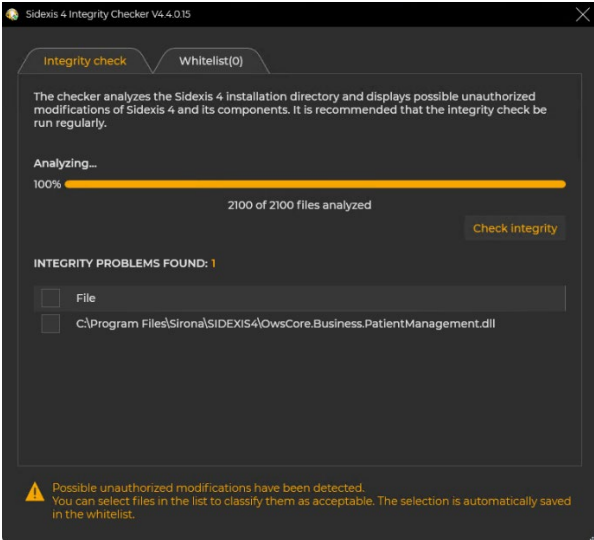 Sidexis 4 Integrity Checker V4.4.0.15
Integrity check
Whitelist(0)
The checker analyzes the Sidexis 4 installation directory and displays possible unauthorized
modifications of Sidexis 4 and its components. It is recommended that the integrity check be
run regularly.
Analyzing...
100%
2100 of 2100 files analyzed
Check integrity
INTEGRITY PROBLEMS FOUND: 1
File
C:\Program Files\Sirona\SIDEXIS4\OwsCore.Business.PatientManagement.dll
Possible unauthorized modifications have been detected.
You can select files in the list to classify them as acceptable. The selection is automatically saved
in the whitelist.